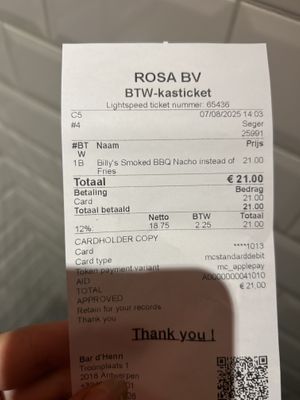 ROSA BV
BTW-kasticket
Lightspeed ticket nummer: 65436
C5 07/08/2025 14:03
#4 Seger
25991
#BTW Naam Prijs
1B Billy's Smoked BBQ Nacho instead of Fries 21.00
Totaal € 21.00
Betaling Bedrag
Card 21.00
Totaal betaald 21.00
Netto BTW Totaal
12%: 18.75 2.25 21.00
CARDHOLDER COPY
Card ****1013
Card type mcstandarddebit
Token payment variant mc_applepay
AID A0000000041010
TOTAL € 21.00
APPROVED
Retain for your records
Thank you
Thank you !
Bar d'Henn
Troonplaats 1
2018 Antwerpen